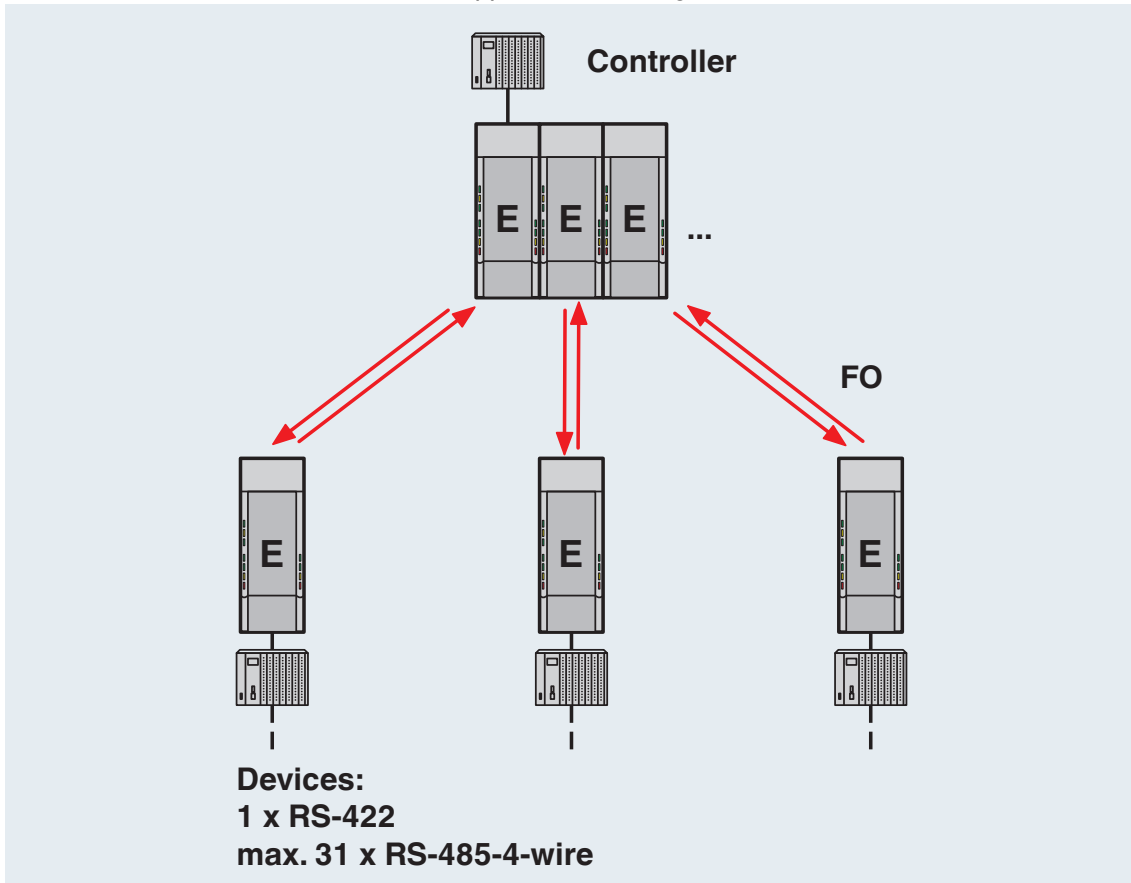 Controller
E E E ...
FO
E E E
Devices:
1 x RS-422
max. 31 x RS-485-4-wire